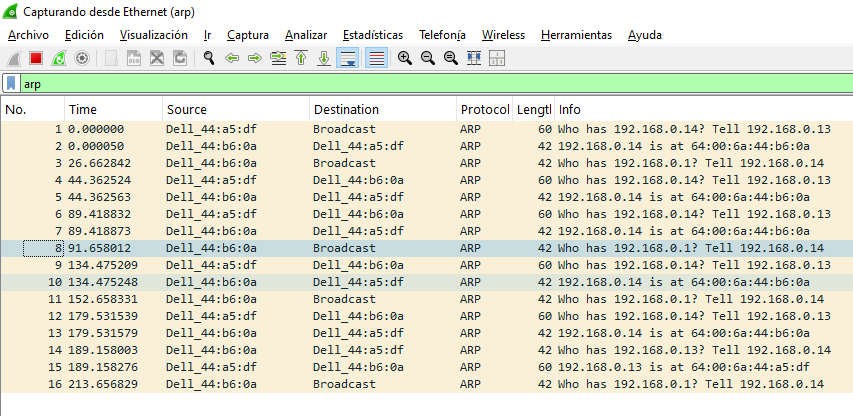 Capturando desde Ethernet (arp)
Archivo Edición Visualización Ir Captura Analizar Estadísticas Telefonía Wireless Herramientas Ayuda
arp
No. Time Source Destination Protocol Lengtl Info
1 0.000000 Dell_44:a5:df Broadcast ARP 60 Who has 192.168.0.14? Tell 192.168.0.13
2 0.000050 Dell_44:b6:0a Dell_44:a5:df ARP 42 192.168.0.14 is at 64:00:6a:44:b6:0a
3 26.662842 Dell_44:b6:0a Broadcast ARP 42 Who has 192.168.0.1? Tell 192.168.0.14
4 44.362524 Dell_44:a5:df Dell_44:b6:0a ARP 60 Who has 192.168.0.14? Tell 192.168.0.13
5 44.362563 Dell_44:b6:0a Dell_44:a5:df ARP 42 192.168.0.14 is at 64:00:6a:44:b6:0a
6 89.418832 Dell_44:a5:df Dell_44:b6:0a ARP 60 Who has 192.168.0.14? Tell 192.168.0.13
7 89.418873 Dell_44:b6:0a Dell_44:a5:df ARP 42 192.168.0.14 is at 64:00:6a:44:b6:0a
8 91.658012 Dell_44:b6:0a Broadcast ARP 42 Who has 192.168.0.1? Tell 192.168.0.14
9 134.475209 Dell_44:a5:df Dell_44:b6:0a ARP 60 Who has 192.168.0.14? Tell 192.168.0.13
10 134.475248 Dell_44:b6:0a Dell_44:a5:df ARP 42 192.168.0.14 is at 64:00:6a:44:b6:0a
11 152.658331 Dell_44:b6:0a Broadcast ARP 42 Who has 192.168.0.1? Tell 192.168.0.14
12 179.531539 Dell_44:a5:df Dell_44:b6:0a ARP 60 Who has 192.168.0.14? Tell 192.168.0.13
13 179.531579 Dell_44:b6:0a Dell_44:a5:df ARP 42 192.168.0.14 is at 64:00:6a:44:b6:0a
14 189.158003 Dell_44:b6:0a Dell_44:a5:df ARP 42 Who has 192.168.0.13? Tell 192.168.0.14
15 189.158276 Dell_44:a5:df Dell_44:b6:0a ARP 60 192.168.0.13 is at 64:00:6a:44:a5:df
16 213.656829 Dell_44:b6:0a Broadcast ARP 42 Who has 192.168.0.1? Tell 192.168.0.14